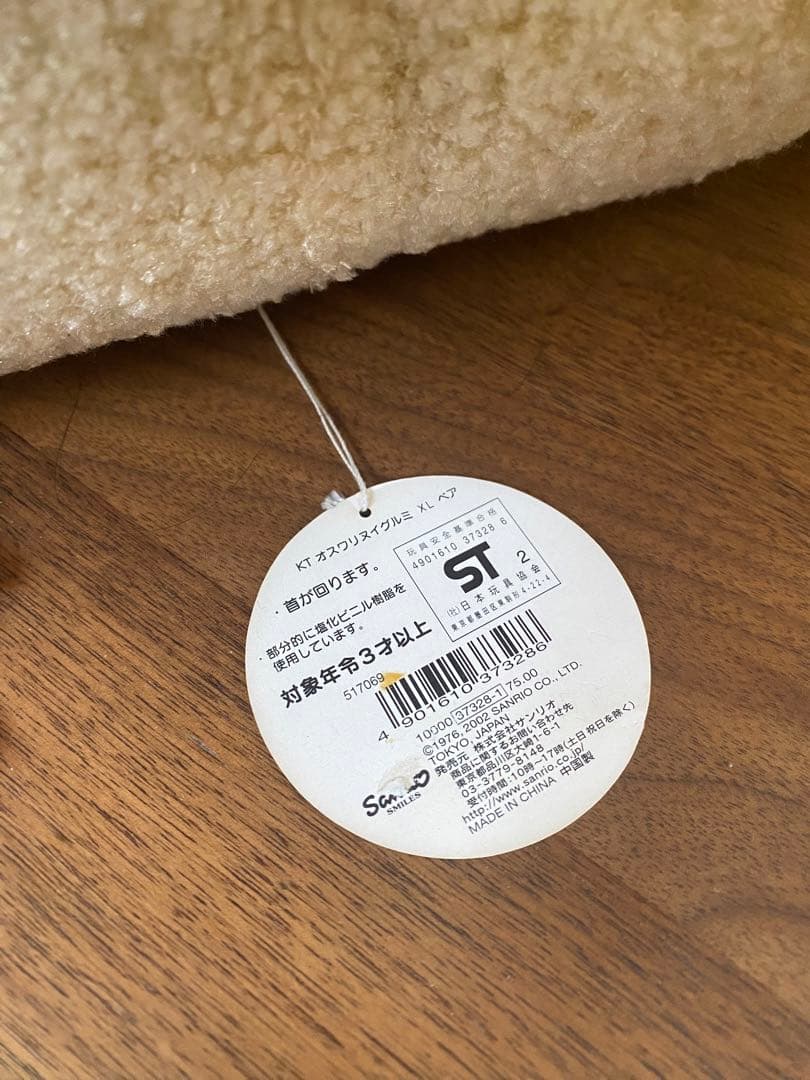 KT オスワリヌイグルミ XL ベア
・首が回ります。
・部分的に塩化ビニル樹脂を
使用しています。
対象年令3才以上
玩具安全基準合格
4901610 37328 6
ST 2
(社)日本玩具協会
東京都墨田区東駒形4-22-4
517069
4 901610 373286
10000 37328-1 75.00
©1976, 2002 SANRIO CO., LTD.
TOKYO, JAPAN
発売元 株式会社サンリオ
商品に関するお問い合わせ先
東京都品川区大崎1-6-1
03-3779-8148
受付時間:10時〜17時(土日祝日を除く)
http://www.sanrio.co.jp/
MADE IN CHINA 中国製
Sanrio
SMILES